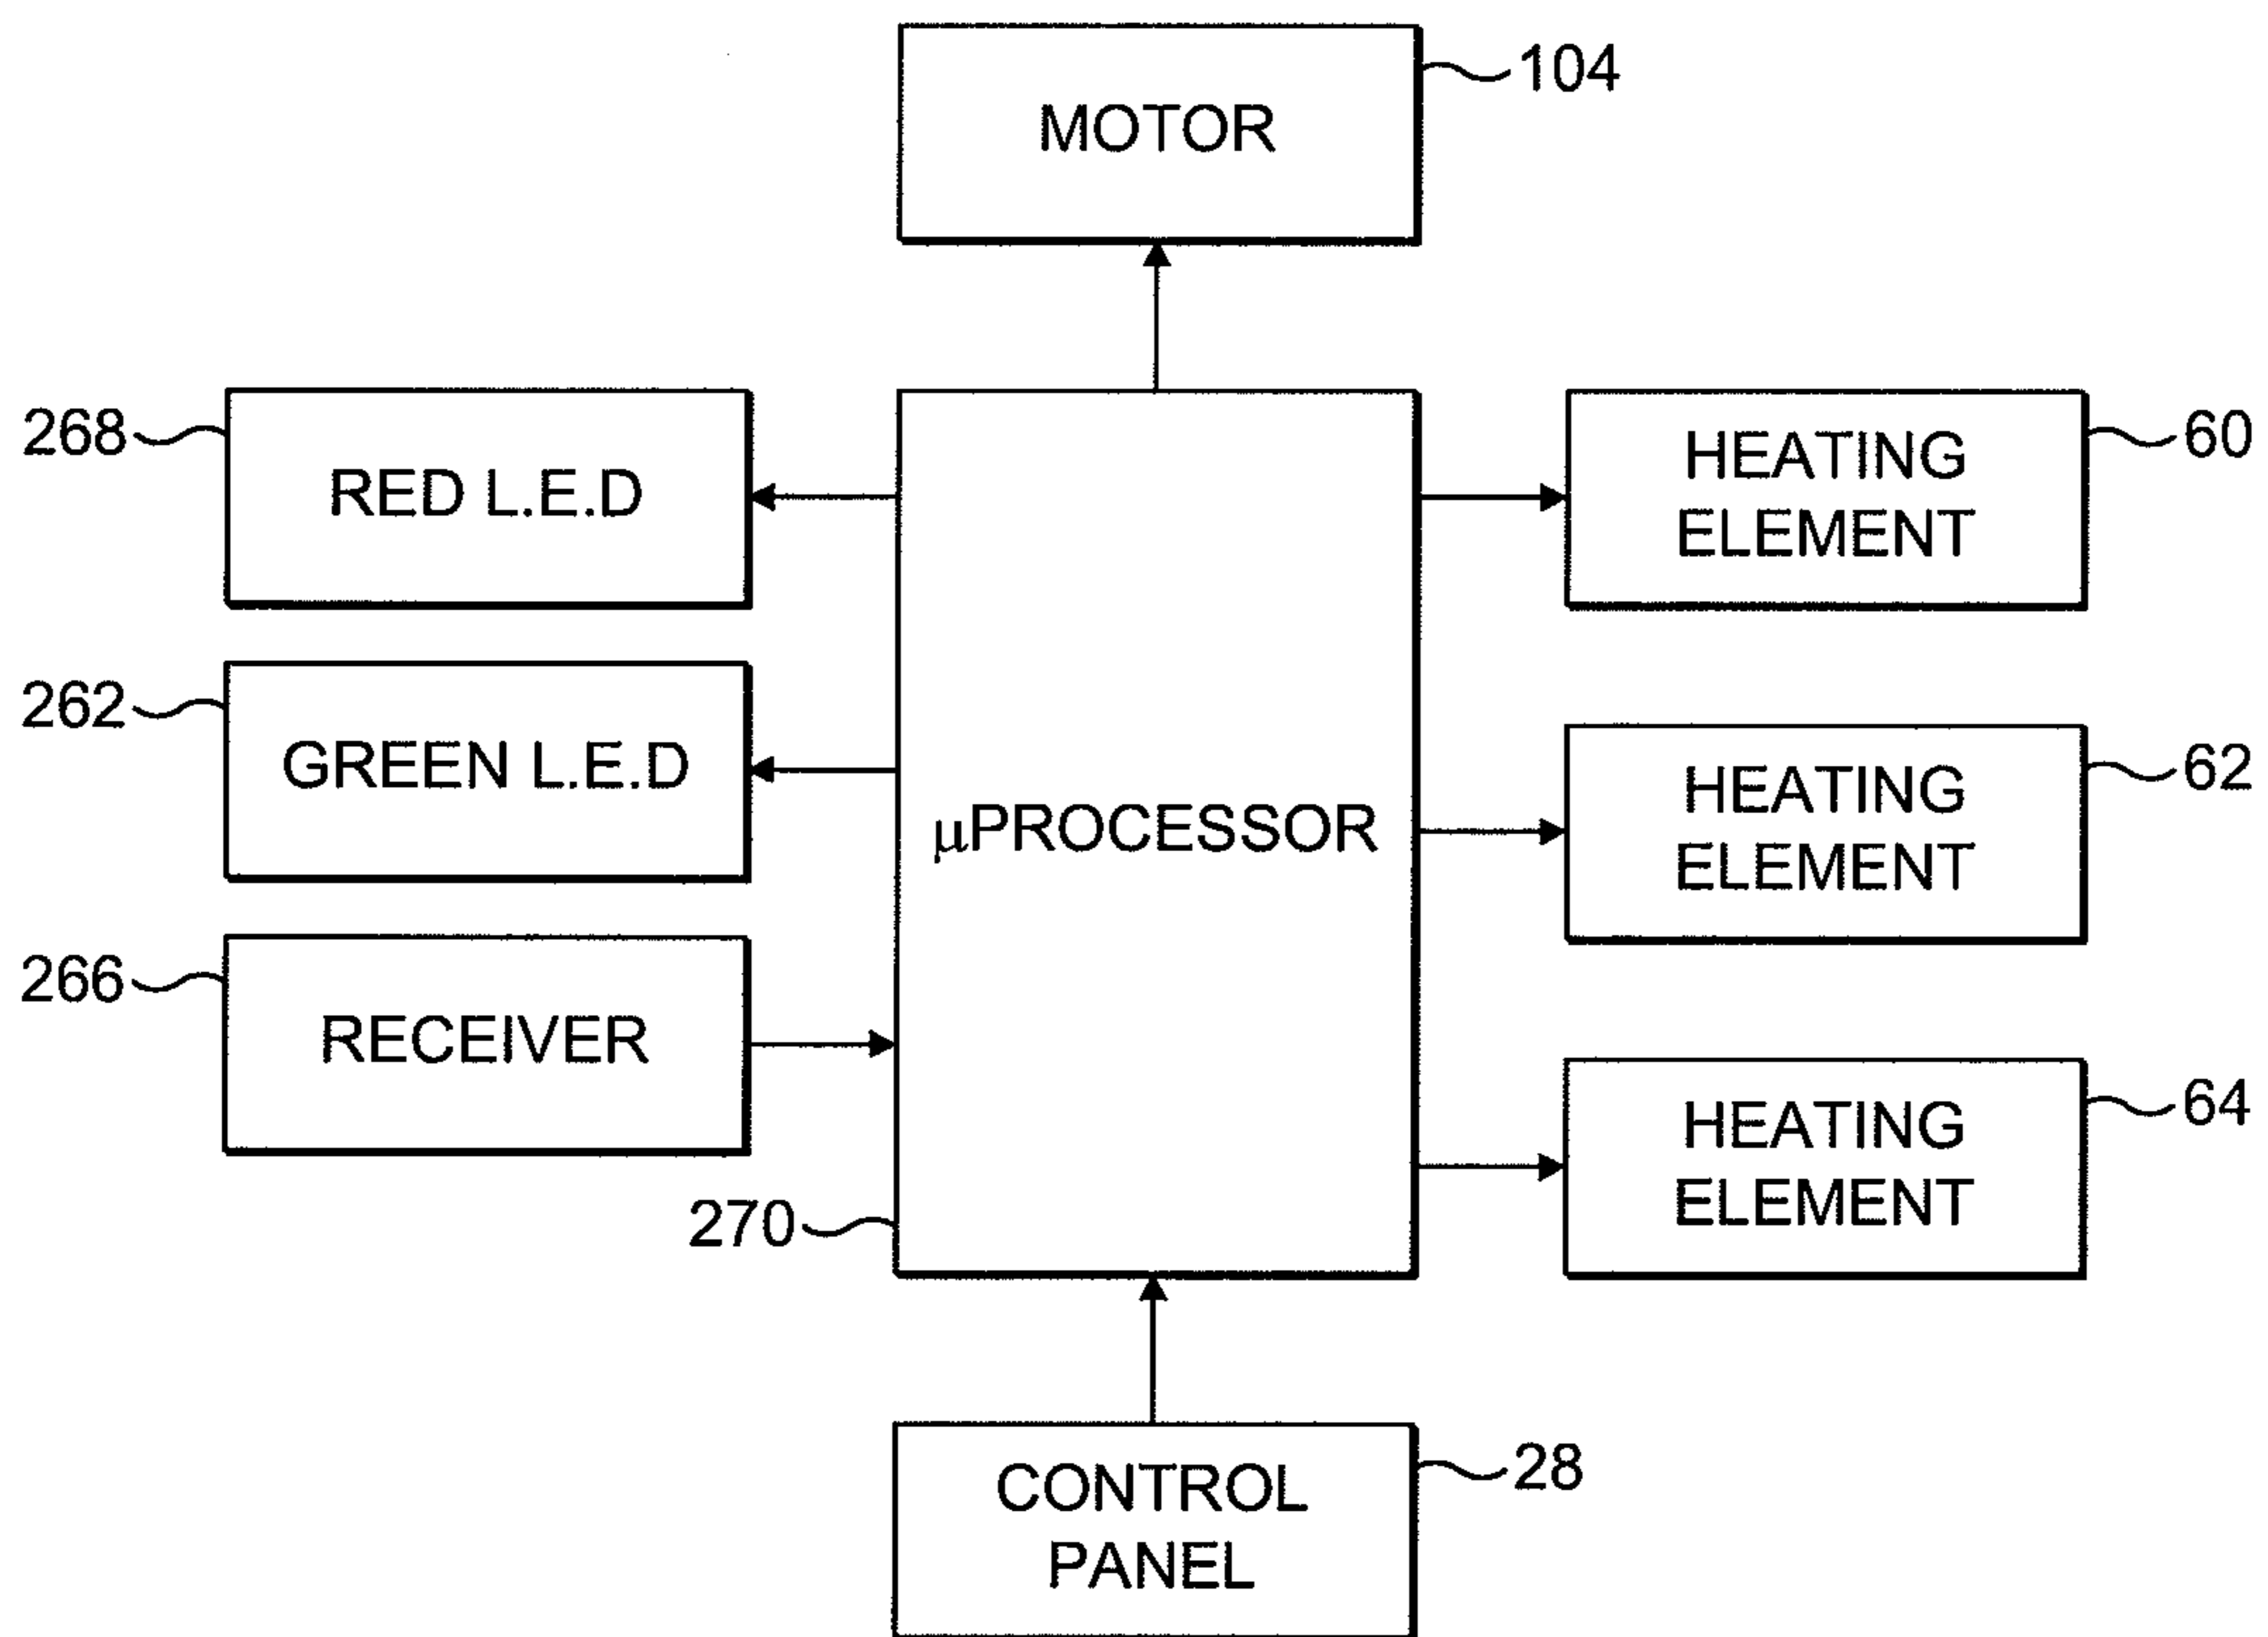 104
MOTOR
268
RED L.E.D
60
HEATING
ELEMENT
262
GREEN L.E.D
µPROCESSOR
62
HEATING
ELEMENT
266
RECEIVER
64
HEATING
ELEMENT
270
28
CONTROL
PANEL